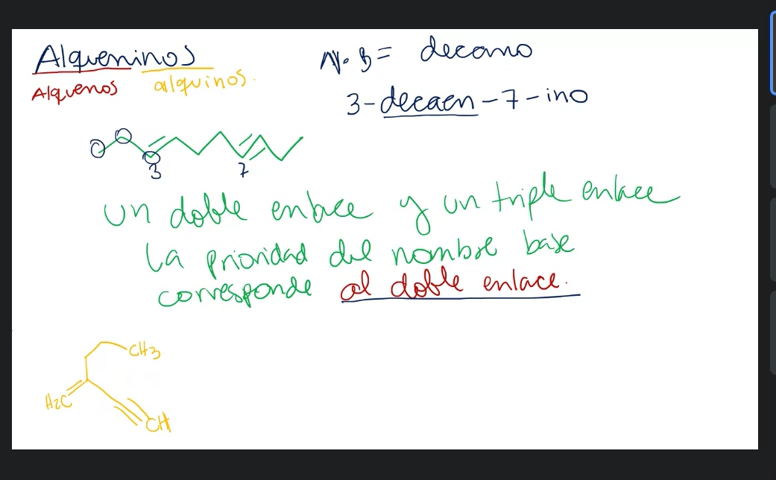 Alqueninos
Alquenos alquinos.
N.B = decano
3-decaen-7-ino
3 7
un doble enlace y un triple enlace
La prioridad del nombre base
corresponde al doble enlace.
CH3
H2C
CH